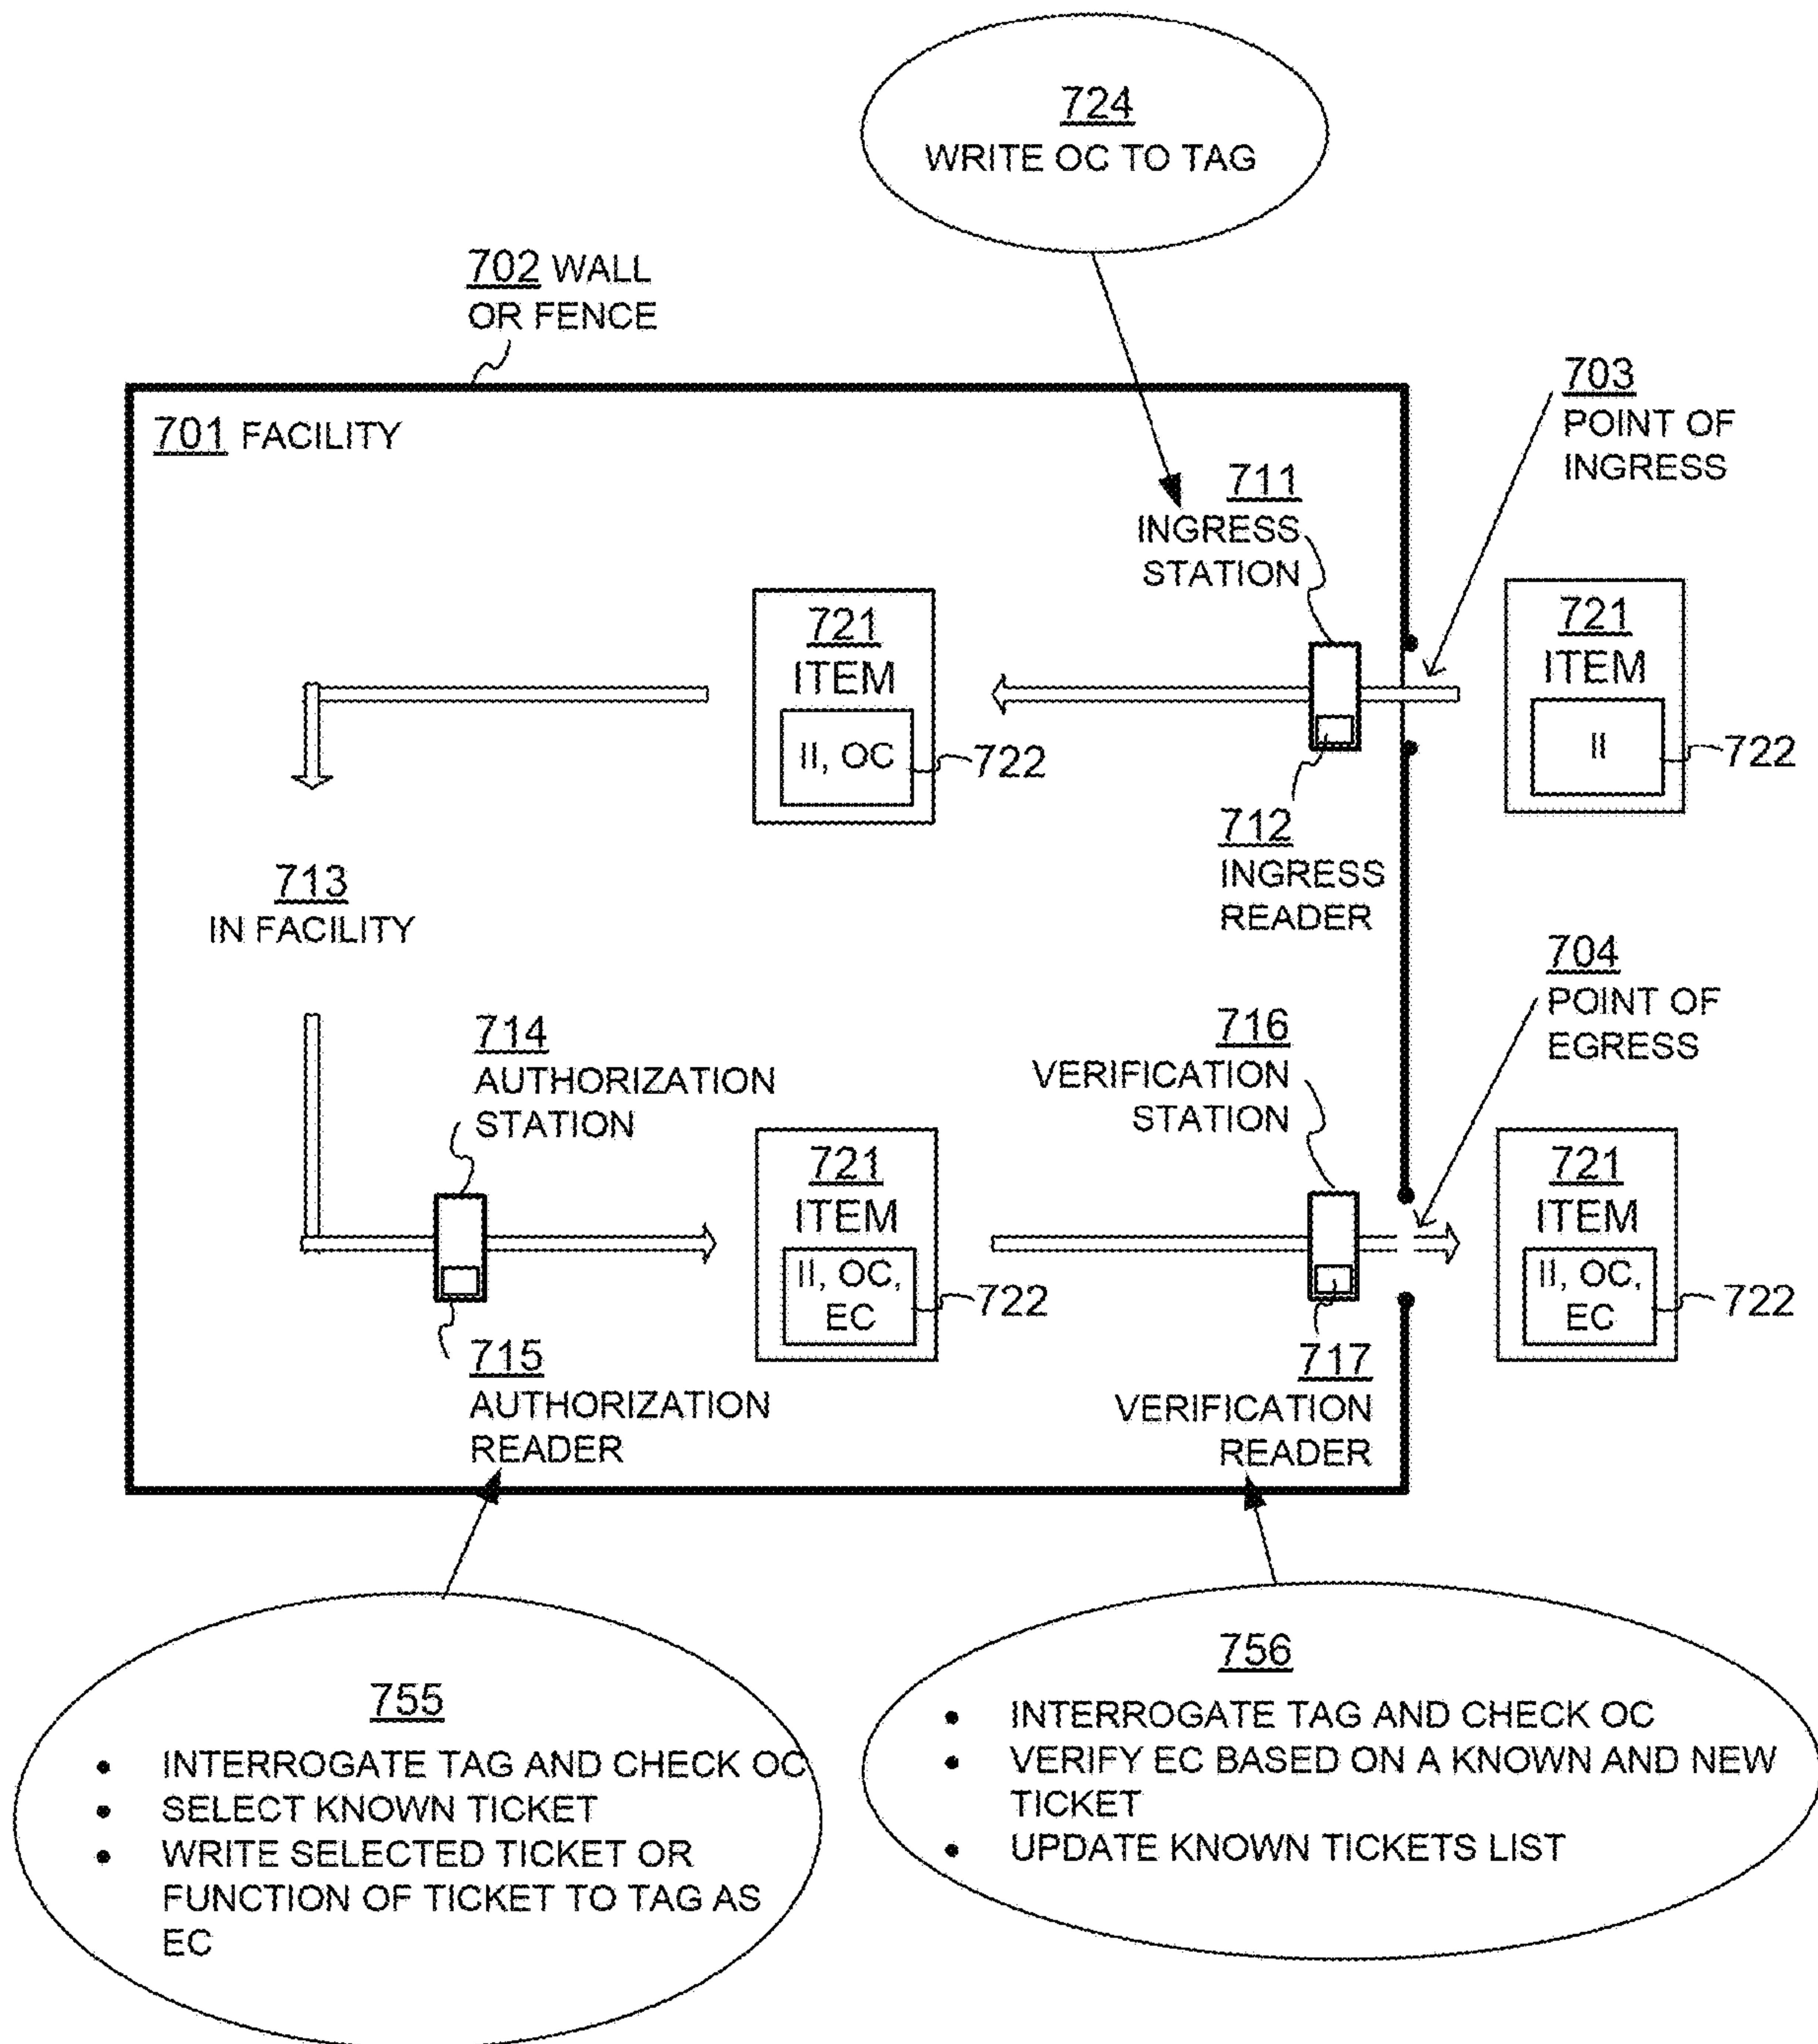 724
WRITE OC TO TAG
702 WALL
OR FENCE
703
POINT OF
INGRESS
701 FACILITY
711
INGRESS
STATION
721
ITEM
II, OC
722
721
ITEM
II
722
712
INGRESS
READER
713
IN FACILITY
704
POINT OF
EGRESS
714
AUTHORIZATION
STATION
716
VERIFICATION
STATION
721
ITEM
II, OC,
EC
722
721
ITEM
II, OC,
EC
722
715
AUTHORIZATION
READER
717
VERIFICATION
READER
755
• INTERROGATE TAG AND CHECK OC
• SELECT KNOWN TICKET
• WRITE SELECTED TICKET OR
FUNCTION OF TICKET TO TAG AS
EC
756
• INTERROGATE TAG AND CHECK OC
• VERIFY EC BASED ON A KNOWN AND NEW
TICKET
• UPDATE KNOWN TICKETS LIST